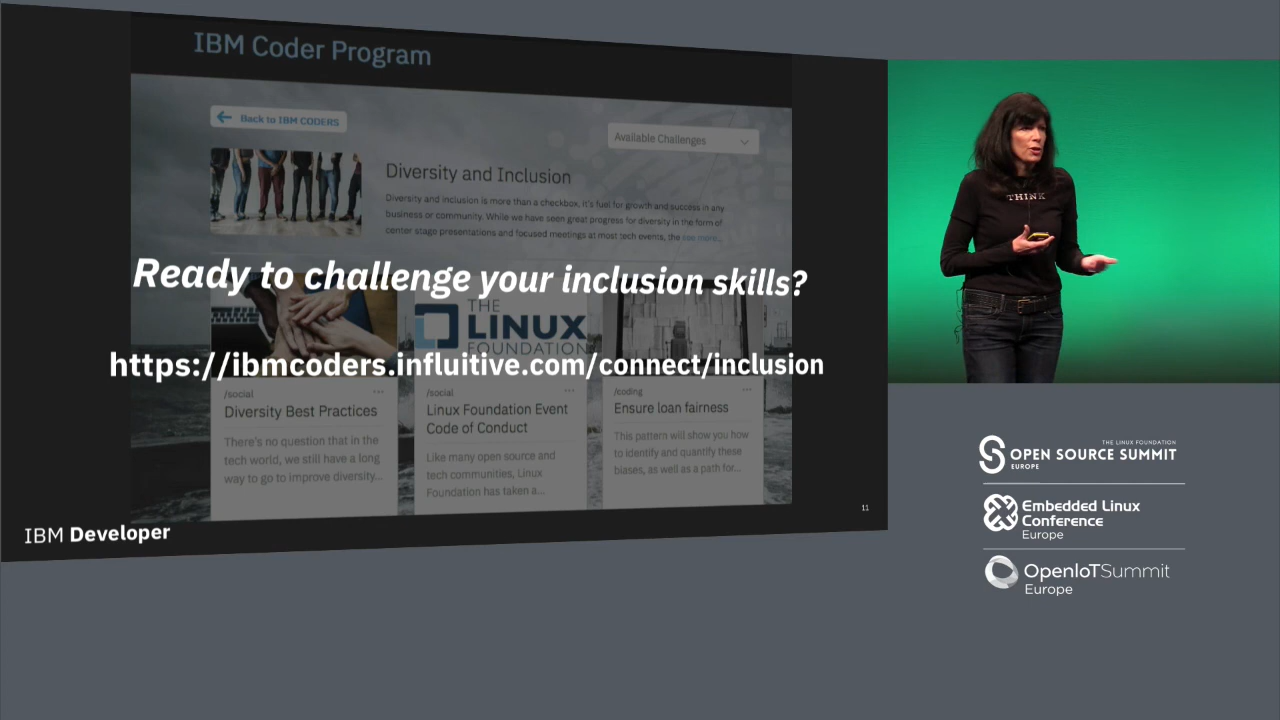 IBM Coder Program
Back to IBM CODERS
Available Challenges
Diversity and Inclusion
Diversity and inclusion is more than a checkbox, it's fuel for growth and success in any
business or community. While we have seen great progress for diversity in the form of
center stage presentations and focused meetings at most tech events, the see more...
Ready to challenge your inclusion skills?
THE
LINUX
FOUNDATION
https://ibmcoders.influitive.com/connect/inclusion
/social
Diversity Best Practices
There's no question that in the
tech world, we still have a long
way to go to improve diversity...
/social
Linux Foundation Event
Code of Conduct
Like many open source and
tech communities, Linux
Foundation has taken a...
/coding
Ensure loan fairness
This pattern will show you how
to identify and quantify these
biases, as well as a path for...
IBM Developer
11
THINK
THE LINUX FOUNDATION
OPEN SOURCE SUMMIT
EUROPE
Embedded Linux
Conference
Europe
OpenIoTSummit
Europe